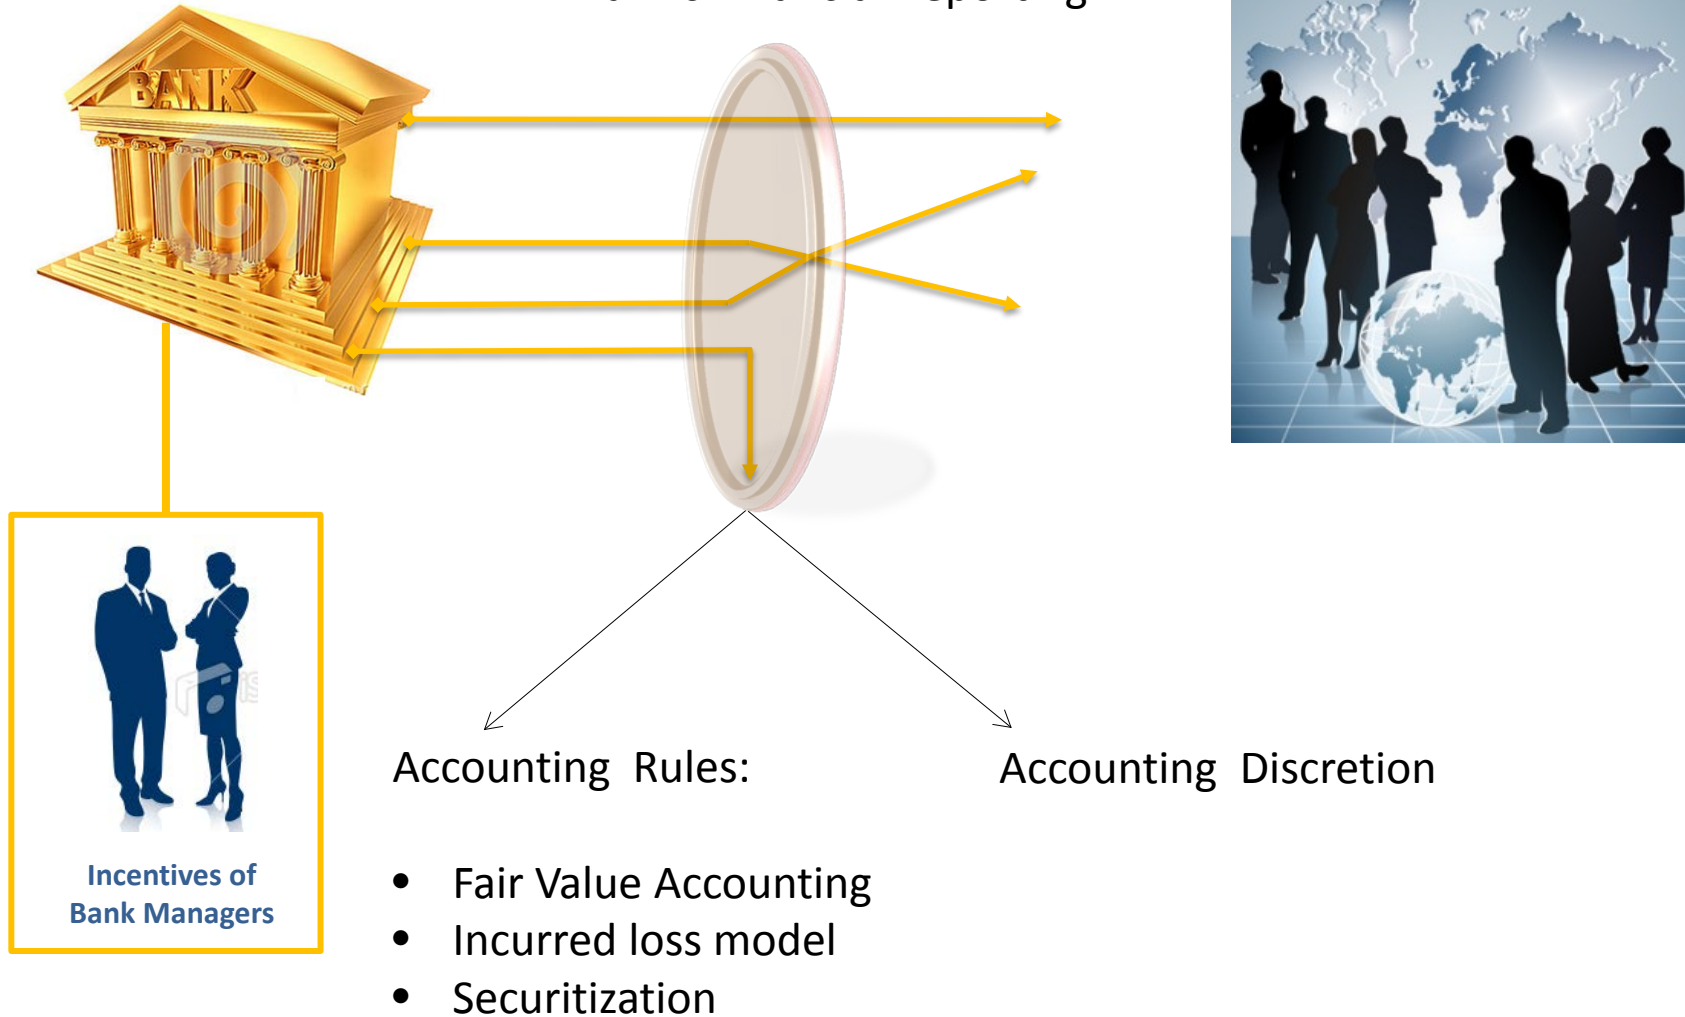 BANK
Accounting Rules:
Accounting Discretion
Incentives of
Bank Managers
• Fair Value Accounting
• Incurred loss model
• Securitization